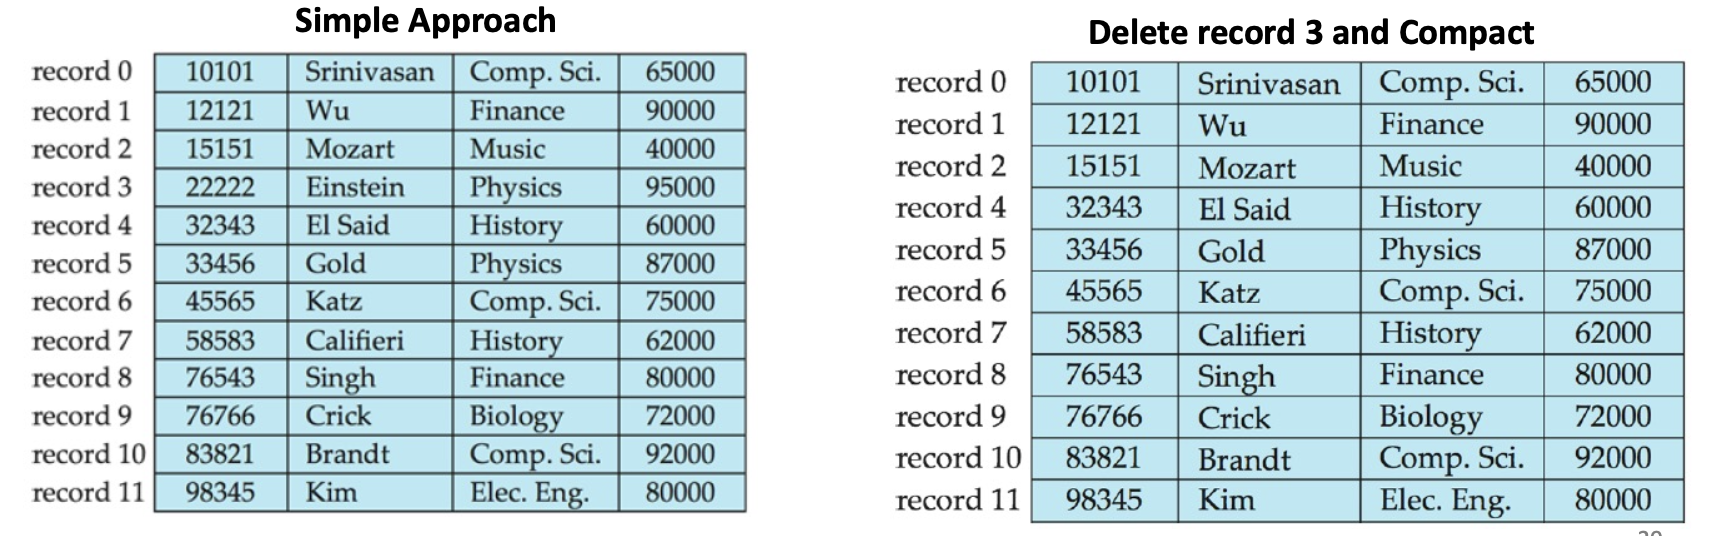 Simple Approach
record 0 10101 Srinivasan Comp. Sci. 65000
record 1 12121 Wu Finance 90000
record 2 15151 Mozart Music 40000
record 3 22222 Einstein Physics 95000
record 4 32343 El Said History 60000
record 5 33456 Gold Physics 87000
record 6 45565 Katz Comp. Sci. 75000
record 7 58583 Califieri History 62000
record 8 76543 Singh Finance 80000
record 9 76766 Crick Biology 72000
record 10 83821 Brandt Comp. Sci. 92000
record 11 98345 Kim Elec. Eng. 80000
Delete record 3 and Compact
record 0 10101 Srinivasan Comp. Sci. 65000
record 1 12121 Wu Finance 90000
record 2 15151 Mozart Music 40000
record 4 32343 El Said History 60000
record 5 33456 Gold Physics 87000
record 6 45565 Katz Comp. Sci. 75000
record 7 58583 Califieri History 62000
record 8 76543 Singh Finance 80000
record 9 76766 Crick Biology 72000
record 10 83821 Brandt Comp. Sci. 92000
record 11 98345 Kim Elec. Eng. 80000